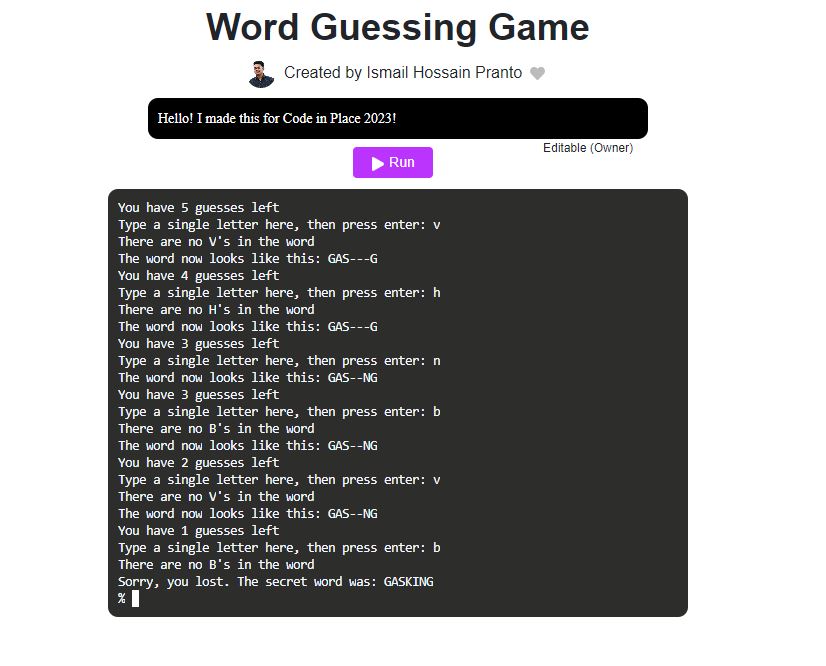 Word Guessing Game
Created by Ismail Hossain Pranto
Hello! I made this for Code in Place 2023!
Editable (Owner)
Run
You have 5 guesses left
Type a single letter here, then press enter: v
There are no V's in the word
The word now looks like this: GAS---G
You have 4 guesses left
Type a single letter here, then press enter: h
There are no H's in the word
The word now looks like this: GAS---G
You have 3 guesses left
Type a single letter here, then press enter: n
The word now looks like this: GAS--NG
You have 3 guesses left
Type a single letter here, then press enter: b
There are no B's in the word
The word now looks like this: GAS--NG
You have 2 guesses left
Type a single letter here, then press enter: v
There are no V's in the word
The word now looks like this: GAS--NG
You have 1 guesses left
Type a single letter here, then press enter: b
There are no B's in the word
Sorry, you lost. The secret word was: GASKING
%